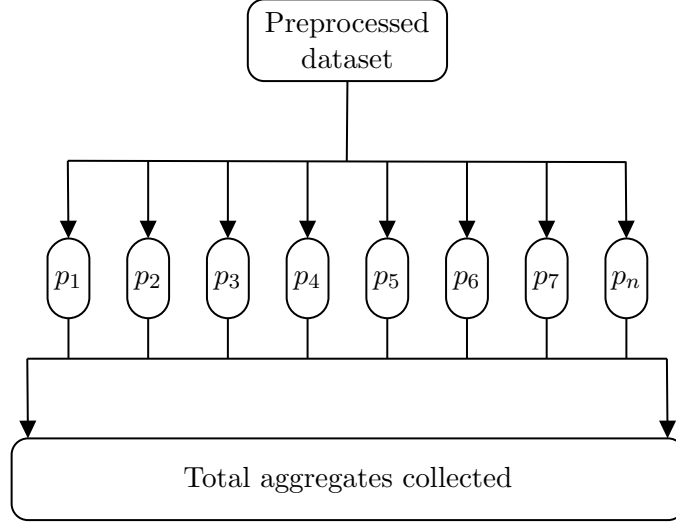 Preprocessed
dataset
p₁ p₂ p₃ p₄ p₅ p₆ p₇ pₙ
Total aggregates collected